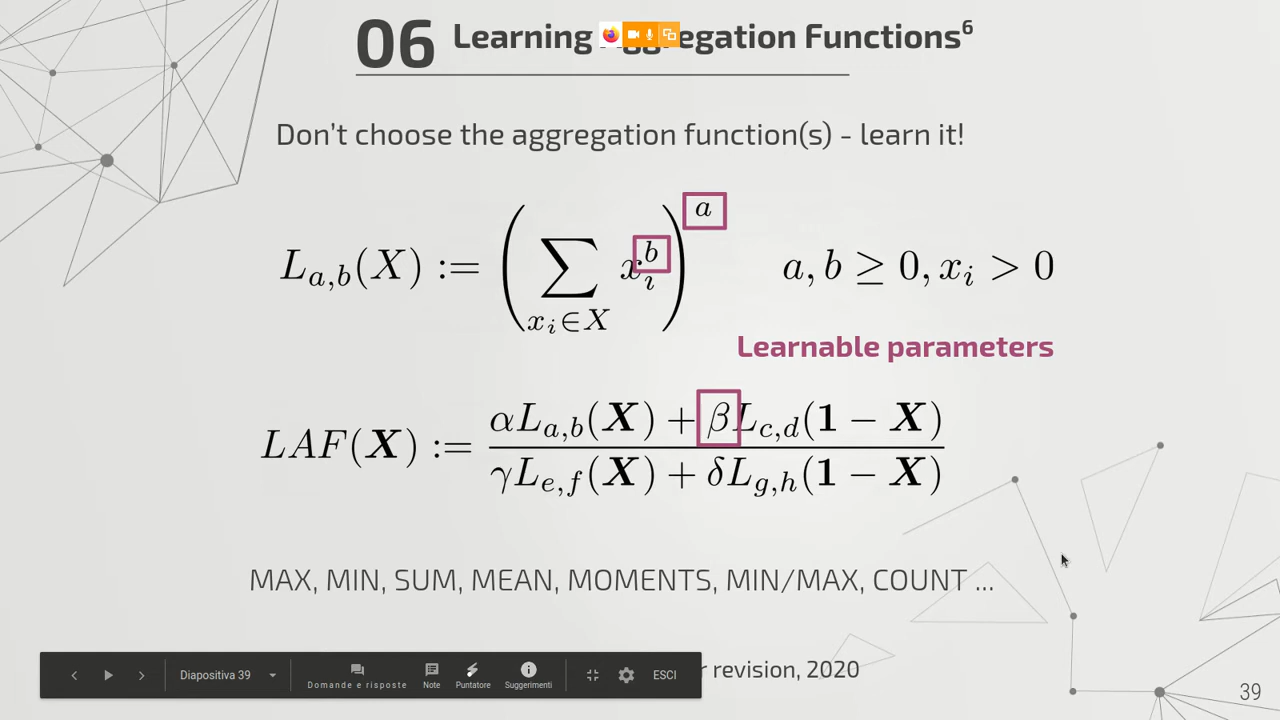 06 Learning Aggregation Functions⁶
Don't choose the aggregation function(s) - learn it!
L_{a,b}(X) := (∑_{x_i∈X} x_i^b)^a a, b ≥ 0, x_i > 0
Learnable parameters
LAF(X) := (αL_{a,b}(X) + βL_{c,d}(1 − X)) / (γL_{e,f}(X) + δL_{g,h}(1 − X))
MAX, MIN, SUM, MEAN, MOMENTS, MIN/MAX, COUNT ...
revision, 2020
Diapositiva 39
Domande e risposte
Note
Puntatore
Suggerimenti
ESCI
39